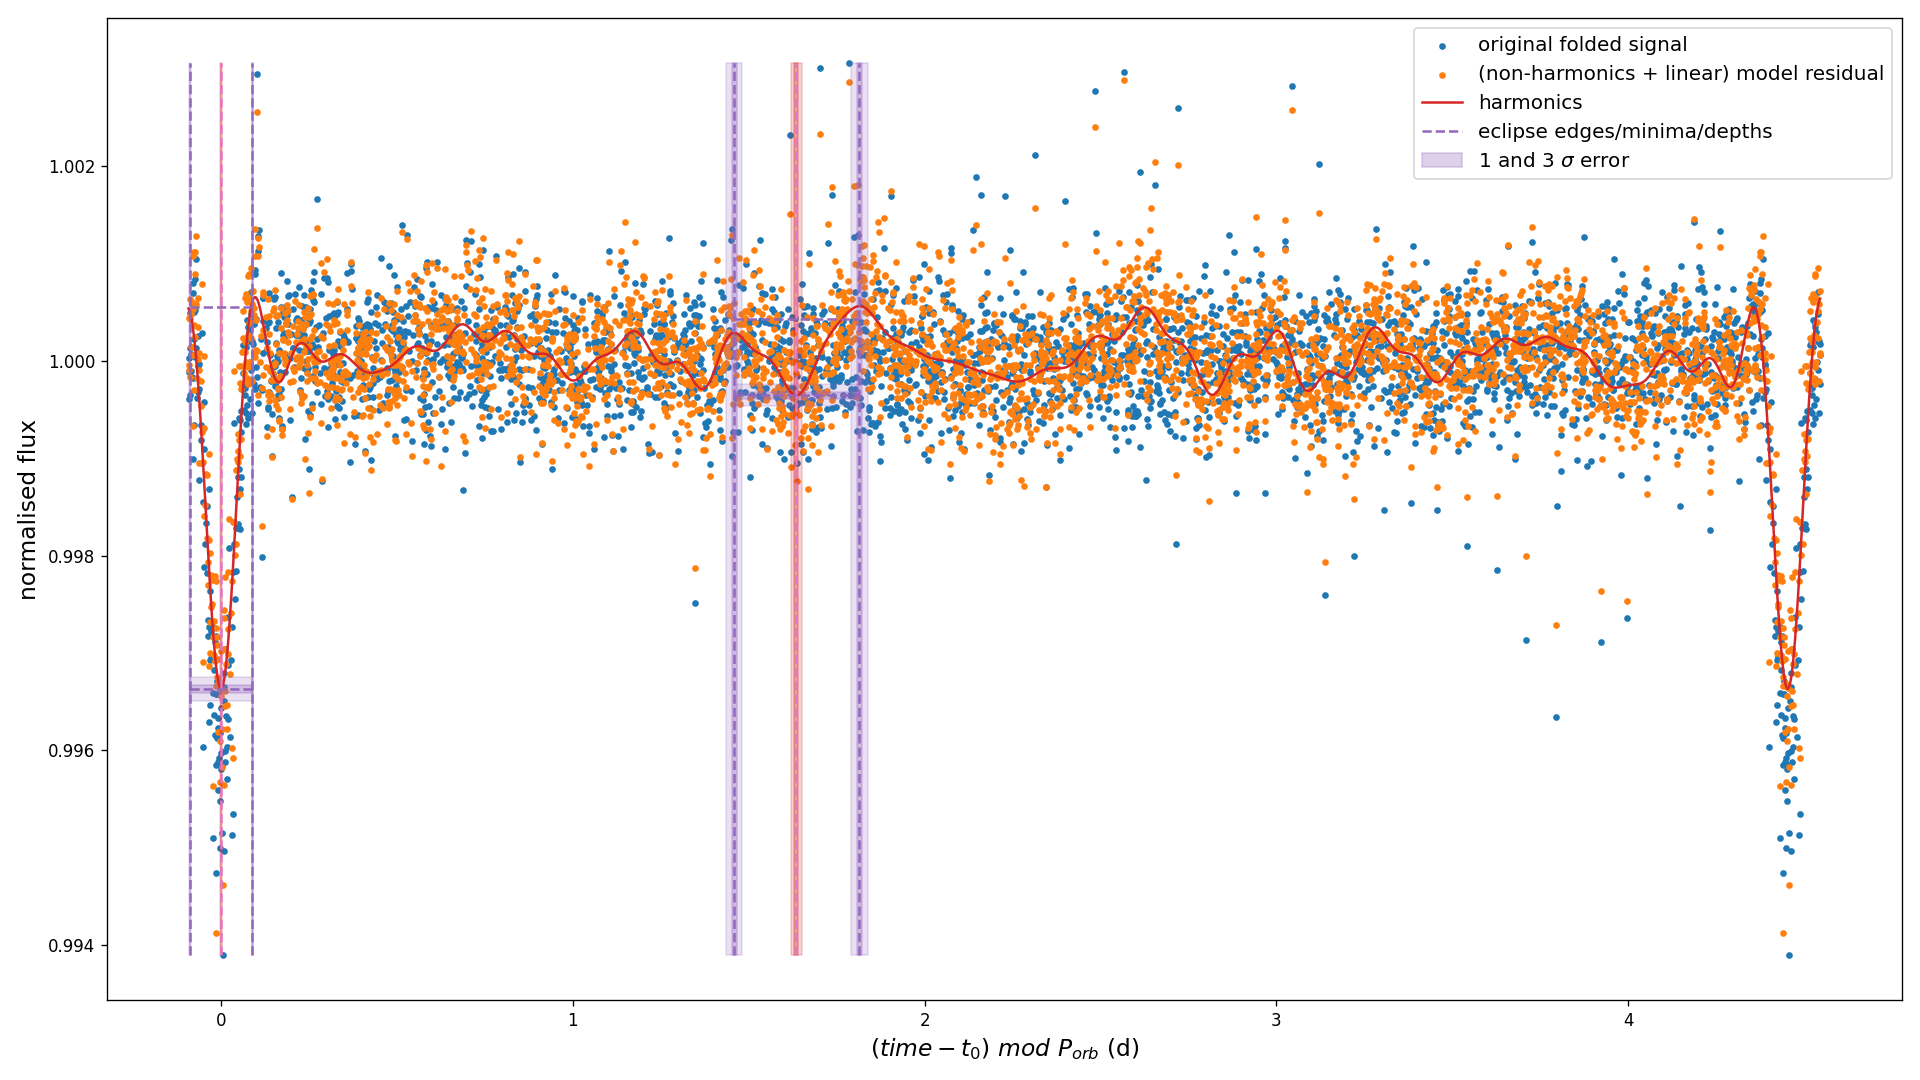 original folded signal
(non-harmonics + linear) model residual
harmonics
eclipse edges/minima/depths
1 and 3 σ error
normalised flux
1.002
1.000
0.998
0.996
0.994
0 1 2 3 4
(time − t₀) mod Pₒᵣb (d)